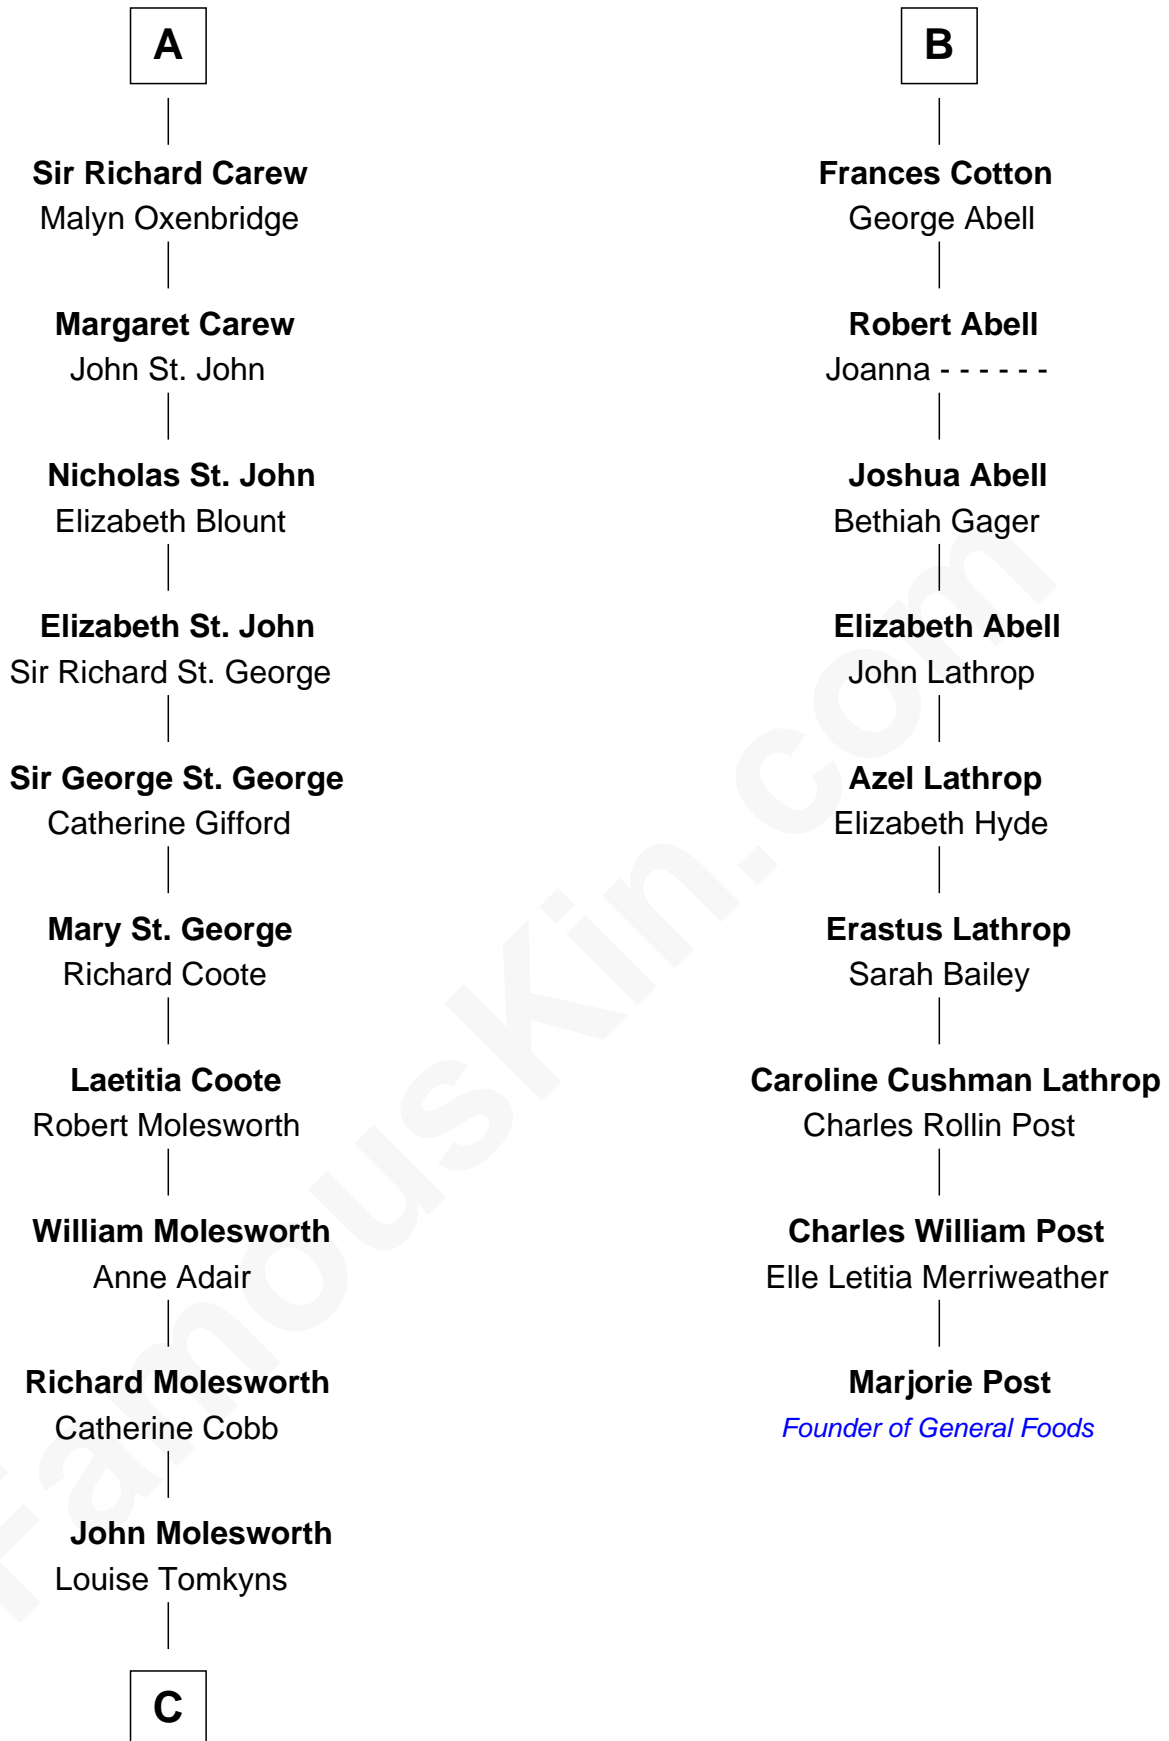 A
Sir Richard Carew
Malyn Oxenbridge
Margaret Carew
John St. John
Nicholas St. John
Elizabeth Blount
Elizabeth St. John
Sir Richard St. George
Sir George St. George
Catherine Gifford
Mary St. George
Richard Coote
Laetitia Coote
Robert Molesworth
William Molesworth
Anne Adair
Richard Molesworth
Catherine Cobb
John Molesworth
Louise Tomkyns
C
B
Frances Cotton
George Abell
Robert Abell
Joanna - - - - - -
Joshua Abell
Bethiah Gager
Elizabeth Abell
John Lathrop
Azel Lathrop
Elizabeth Hyde
Erastus Lathrop
Sarah Bailey
Caroline Cushman Lathrop
Charles Rollin Post
Charles William Post
Elle Letitia Merriweather
Marjorie Post
Founder of General Foods
FamousKin.com